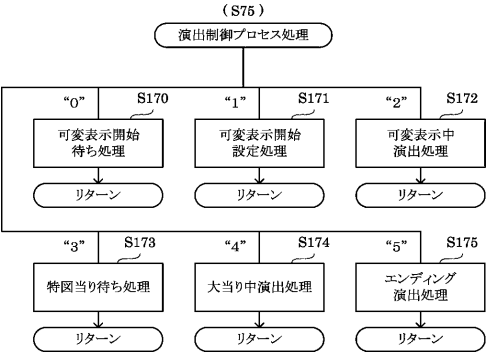 (S75)
演出制御プロセス処理
“0” S170
可変表示開始
待ち処理
リターン
“1” S171
可変表示開始
設定処理
リターン
“2” S172
可変表示中
演出処理
リターン
“3” S173
特図当り待ち処理
リターン
“4” S174
大当り中演出処理
リターン
“5” S175
エンディング
演出処理
リターン